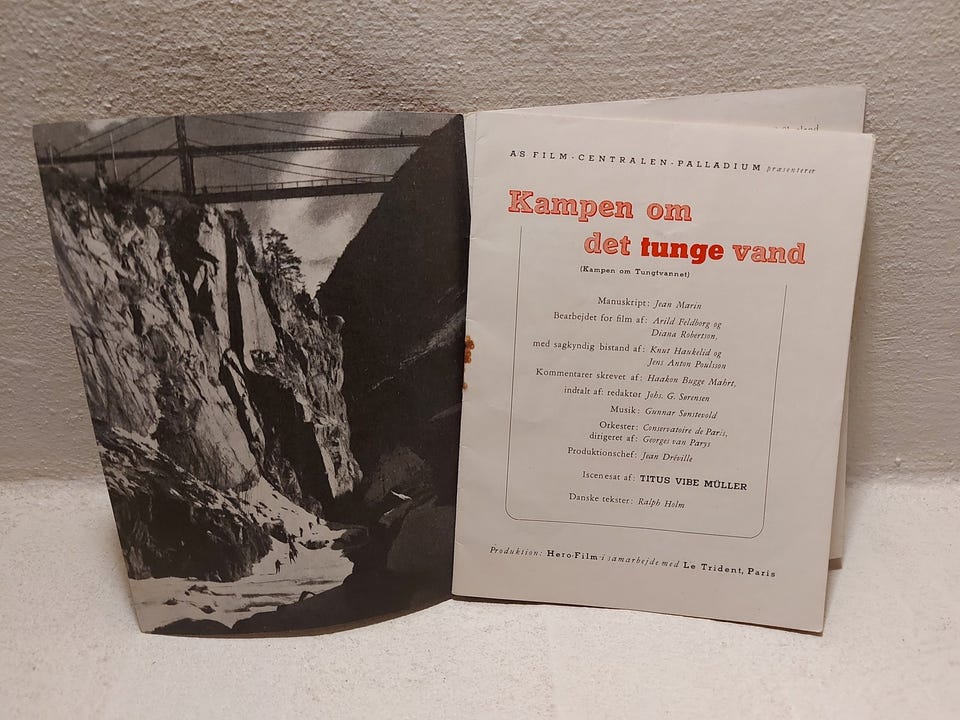 A/S FILM-CENTRALEN-PALLADIUM præsenterer
Kampen om
det tunge vand
(Kampen om Tungtvannet)
Manuskript: Jean Marin
Bearbejdet for film af: Arild Feldborg og
Diana Robertson,
med sagkyndig bistand af: Knut Haukelid og
Jens Anton Poulsson
Kommentarer skrevet af: Haakon Bugge Mahrt,
indtalt af: redaktør Johs. G. Sørensen
Musik: Gunnar Sønstevold
Orkester: Conservatoire de Paris,
dirigeret af: Georges van Parys
Produktionschef: Jean Dréville
Iscenesat af: TITUS VIBE MÜLLER
Danske tekster: Ralph Holm
Produktion: Hero-Film i samarbejde med Le Trident, Paris